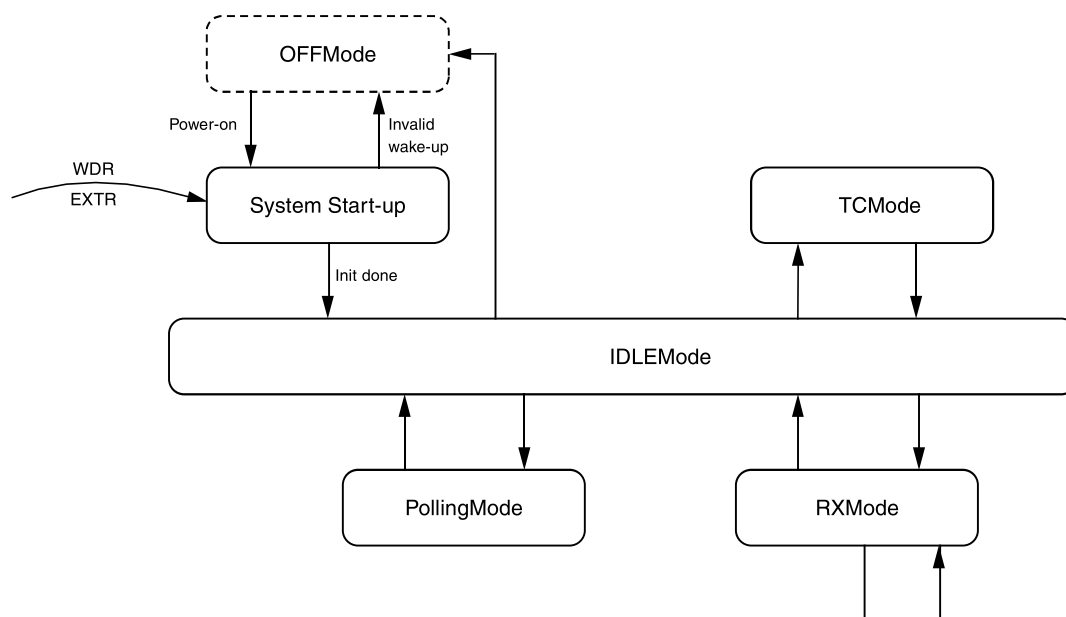 OFFMode
Power-on
Invalid
wake-up
WDR
EXTR
System Start-up
TCMode
Init done
IDLEMode
PollingMode
RXMode